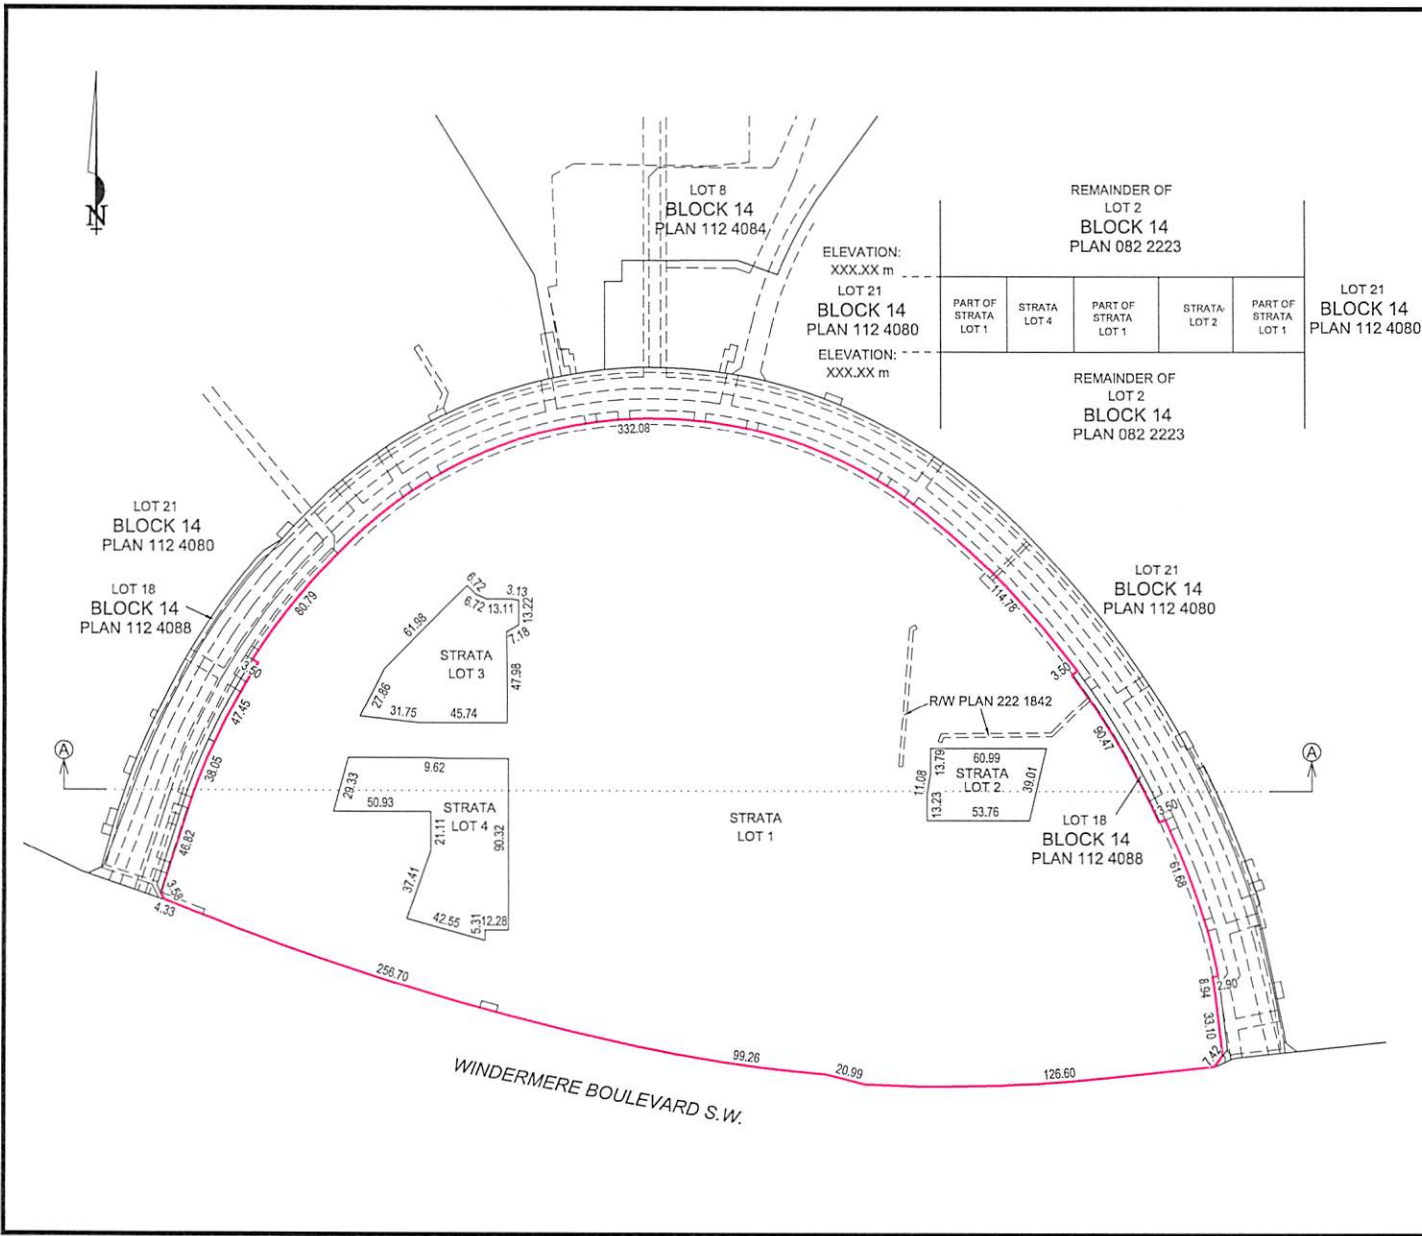 N
LOT 8
BLOCK 14
PLAN 112 4084
REMAINDER OF
LOT 2
BLOCK 14
PLAN 082 2223
ELEVATION:
XXX.XX m
LOT 21
BLOCK 14
PLAN 112 4080
PART OF
STRATA
LOT 1
STRATA
LOT 4
PART OF
STRATA
LOT 1
STRATA
LOT 2
PART OF
STRATA
LOT 1
LOT 21
BLOCK 14
PLAN 112 4080
ELEVATION:
XXX.XX m
REMAINDER OF
LOT 2
BLOCK 14
PLAN 082 2223
332.08
LOT 21
BLOCK 14
PLAN 112 4080
LOT 18
BLOCK 14
PLAN 112 4088
80.79
3.50
47.45
38.05
46.82
3.58
4.33
6.72
6.72
13.11
3.13
13.22
7.18
61.98
STRATA
LOT 3
47.98
27.86
31.75
45.74
114.78
LOT 21
BLOCK 14
PLAN 112 4080
3.50
R/W PLAN 222 1842
90.47
A
A
9.62
29.33
50.93
STRATA
LOT 4
21.11
90.32
37.41
42.55
5.31
12.28
STRATA
LOT 1
11.08
13.79
13.23
60.99
STRATA
LOT 2
39.01
53.76
3.50
LOT 18
BLOCK 14
PLAN 112 4088
61.68
8.94
2.90
33.10
7.42
256.70
99.26
20.99
126.60
WINDERMERE BOULEVARD S.W.